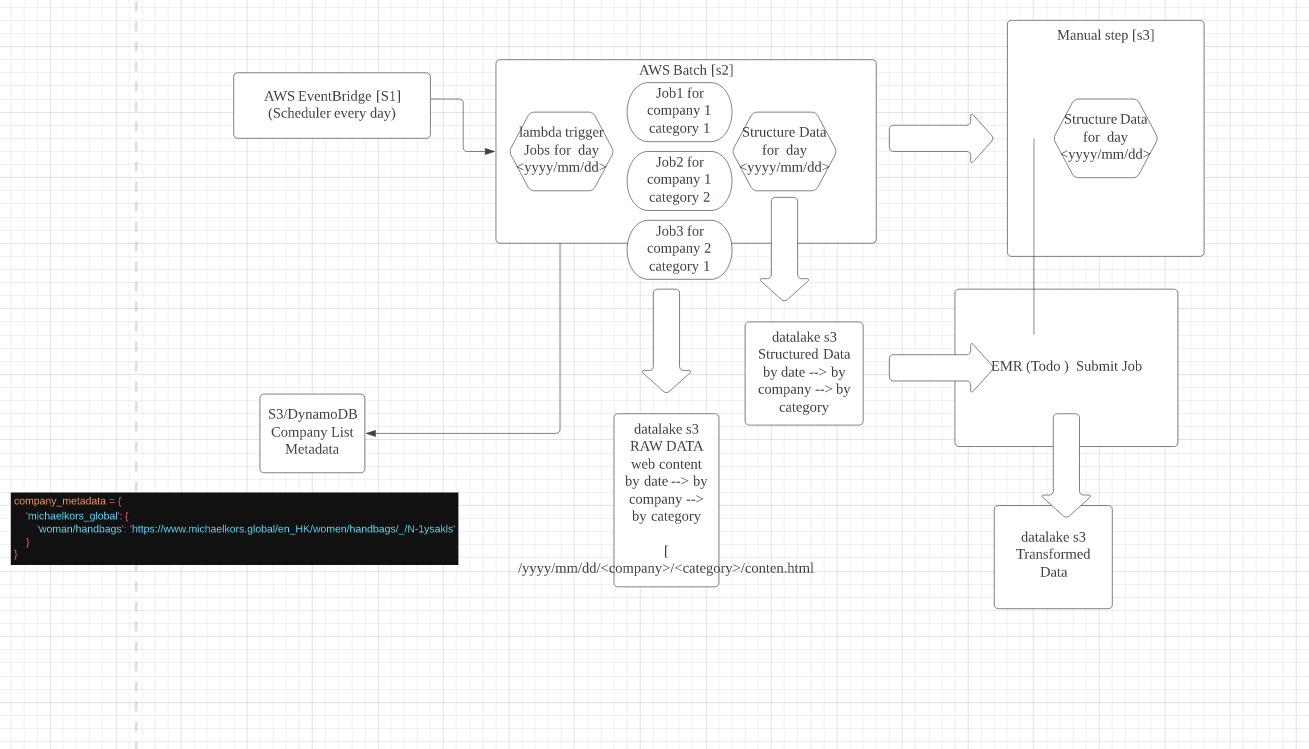 Manual step [s3]
AWS Batch [s2]
AWS EventBridge [S1]
(Scheduler every day)
lambda trigger
Jobs for  day
<yyyy/mm/dd>
Job1 for
company 1
category 1
Job2 for
company 1
category 2
Job3 for
company 2
category 1
Structure Data
for  day
<yyyy/mm/dd>
Structure Data
for  day
<yyyy/mm/dd>
datalake s3
Structured Data
by date --> by
company --> by
category
EMR (Todo )  Submit Job
S3/DynamoDB
Company List
Metadata
datalake s3
RAW DATA
web content
by date --> by
company -->
by category
[
/yyyy/mm/dd/<company>/<category>/conten.html
company_metadata = {
'michaelkors_global': {
'woman/handbags': 'https://www.michaelkors.global/en_HK/women/handbags/_/N-1ysakls'
}
}
datalake s3
Transformed
Data